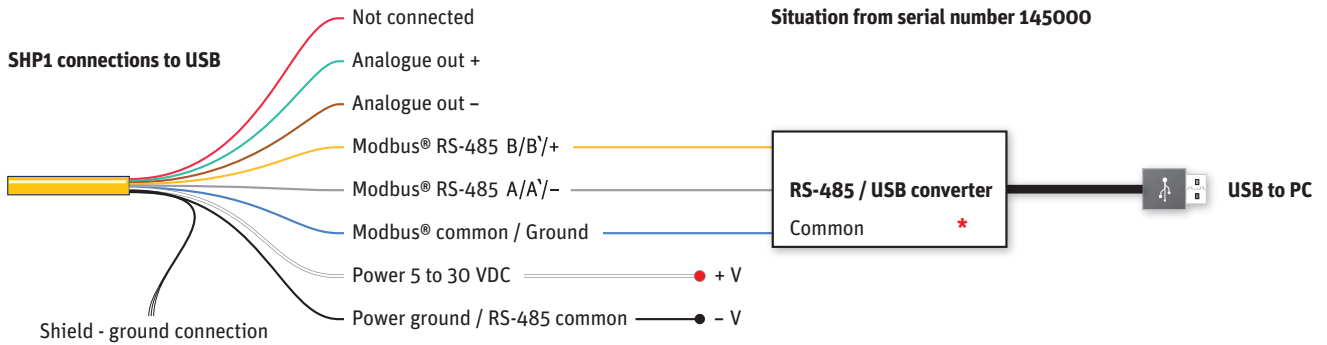 Not connected
Situation from serial number 145000
SHP1 connections to USB
Analogue out +
Analogue out –
Modbus® RS-485 B/B‵/+
Modbus® RS-485 A/A‵/–
RS-485 / USB converter
USB to PC
Modbus® common / Ground
Common *
Power 5 to 30 VDC
+ V
Shield - ground connection
Power ground / RS-485 common
– V